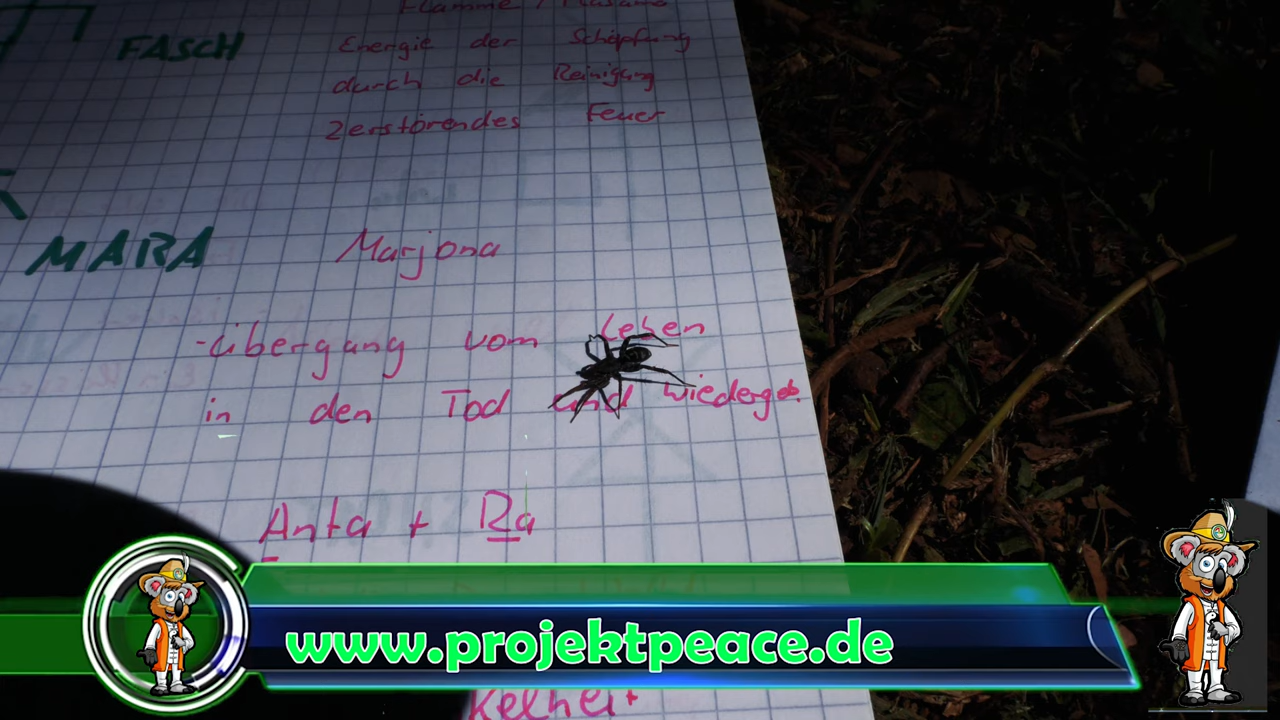 Flamme /
FASCH
Energie der Schöpfung
durch die Reinigung
zerstörendes Feuer
MARA
Marjona
-übergang vom Leben
in den Tod und wiedergeb.
Anta + Ra
www.projektpeace.de